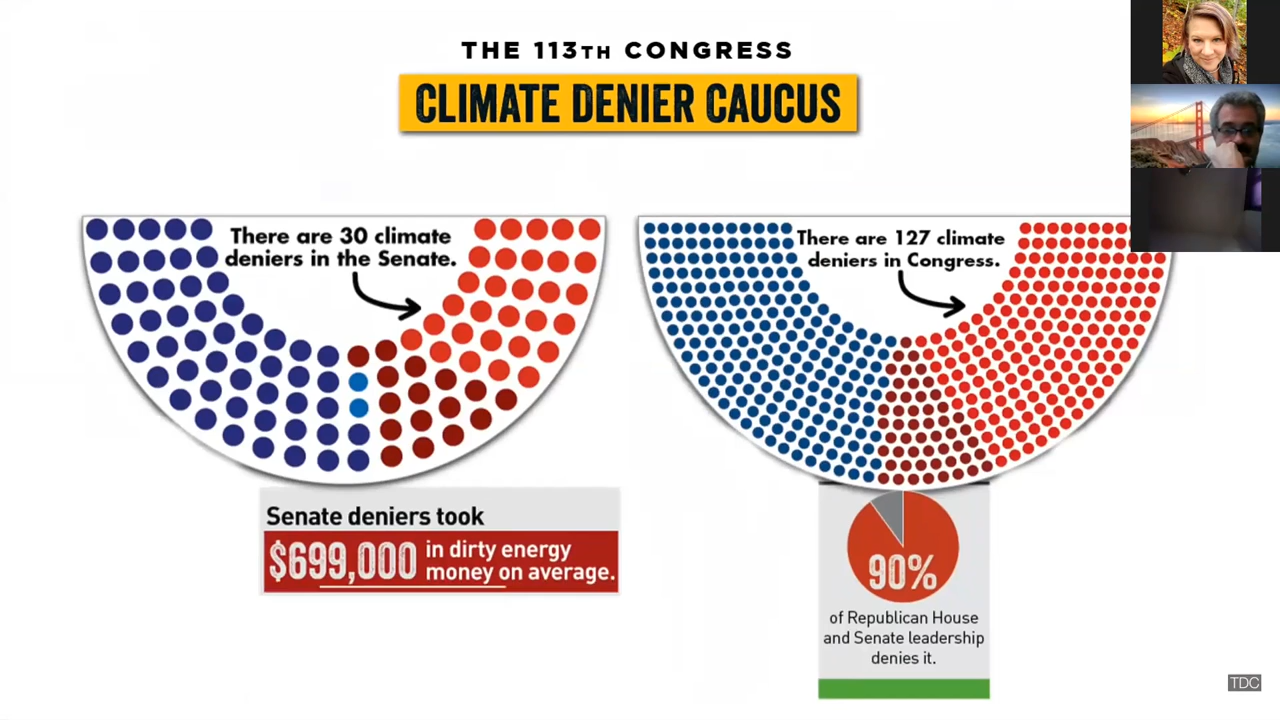 THE 113TH CONGRESS
CLIMATE DENIER CAUCUS
There are 30 climate
deniers in the Senate.
There are 127 climate
deniers in Congress.
Senate deniers took
$699,000 in dirty energy
money on average.
90%
of Republican House
and Senate leadership
denies it.
TDC